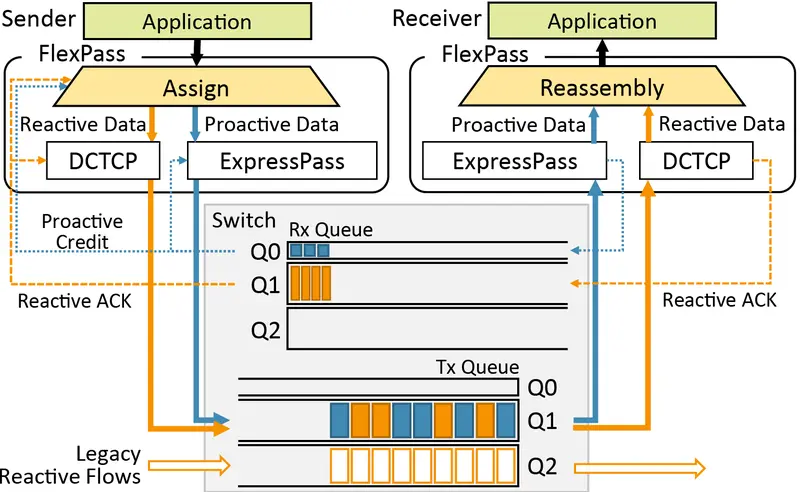 Sender
Application
Receiver
Application
FlexPass
FlexPass
Assign
Reassembly
Reactive Data
Proactive Data
Proactive Data
Reactive Data
DCTCP
ExpressPass
ExpressPass
DCTCP
Proactive
Credit
Switch
Rx Queue
Q0
Q1
Q2
Reactive ACK
Reactive ACK
Tx Queue
Q0
Q1
Q2
Legacy
Reactive Flows